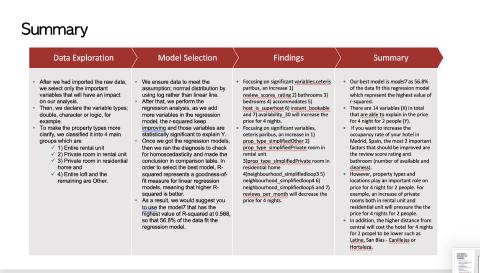 Summary
Data Exploration
Model Selection
Findings
Summary
After we had imported the raw data,
we select only the important
variables that will have an impact
on our analysis.
Then, we declare the variable types;
double, character or logic, for
example.
To make the property types more
clarify, we classified it into 4 main
groups which are
1) Entire rental unit
2) Private room in rental unit
3) Private room in residential
home and
4) Entire loft and the
remaining are Other.
We ensure data to meet the
assumption; normal distribution by
using log rather than linear line.
After that, we perform the
regression analysis, as we add
more variables in the regression
model, the r-squared keep
improving and those variables are
statistically significant to explain Y.
Once we got the regression models,
then we ran the diagnosis to check
for homoscedasticity and made the
conclusion in comparison table. In
order to select the best model, R-
squared represents a goodness-of-
fit measure for linear regression
models, meaning that higher R-
squared is better.
As a result, we would suggest you
to use the model7 that has the
highest value of R-squared at 0.568,
so that 56.8% of the data fit the
regression model.
Focusing on significant variables,ceteris
paribus, an increase 1)
review_scores_rating 2) bathrooms 3)
bedrooms 4) accommodates 5)
host_is_superhost 6) instant_bookable
and 7) availability_30 will increase the
price for 4 nights.
Focusing on significant variables,
ceteris paribus, an increase in 1)
prop_type_simplifiedOther 2)
prop_type_simplifiedPrivate room in
rental unit
3)prop_type_simplifiedPrivate room in
residential home
4)neighbourhood_simplifiedloop3 5)
neighbourhood_simplifiedloop4 6)
neighbourhood_simplifiedloop5 and 7)
reviews_per_month will decrease the
price for 4 nights.
Our best model is model7 as 56.8%
of the data fit this regression model
which represent the highest value of
r-squared.
There are 14 variables (X) in total
that are able to explain in the price
for 4 night for 2 people (Y).
If you want to increase the
occupancy rate of your hotel in
Madrid, Spain, the most 2 important
factors that should be improved are
the review score rating and
bathroom (number of available and
cleaness).
However, property types and
locations play an important role on
price for 4 nights for 2 people. For
example, an increase of private
rooms both in rental unit and
residential unit will pressure the the
price for 4 nights for 2 people.
In addition, the higher distance from
central will cost the hotel for 4 nights
for 2 propel to be lower such as
Latine, San Blas - Canillejas or
Hortaleza.